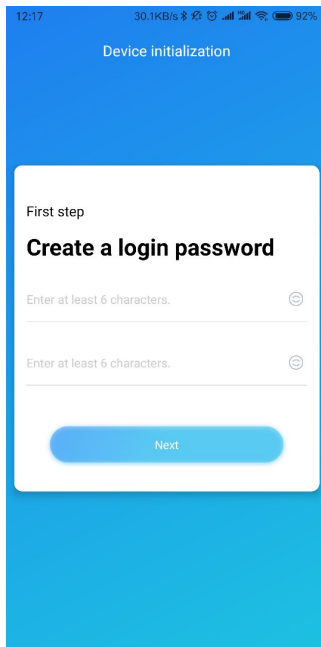 12:17 30.1KB/s 92%
Device initialization
First step
Create a login password
Enter at least 6 characters.
Enter at least 6 characters.
Next